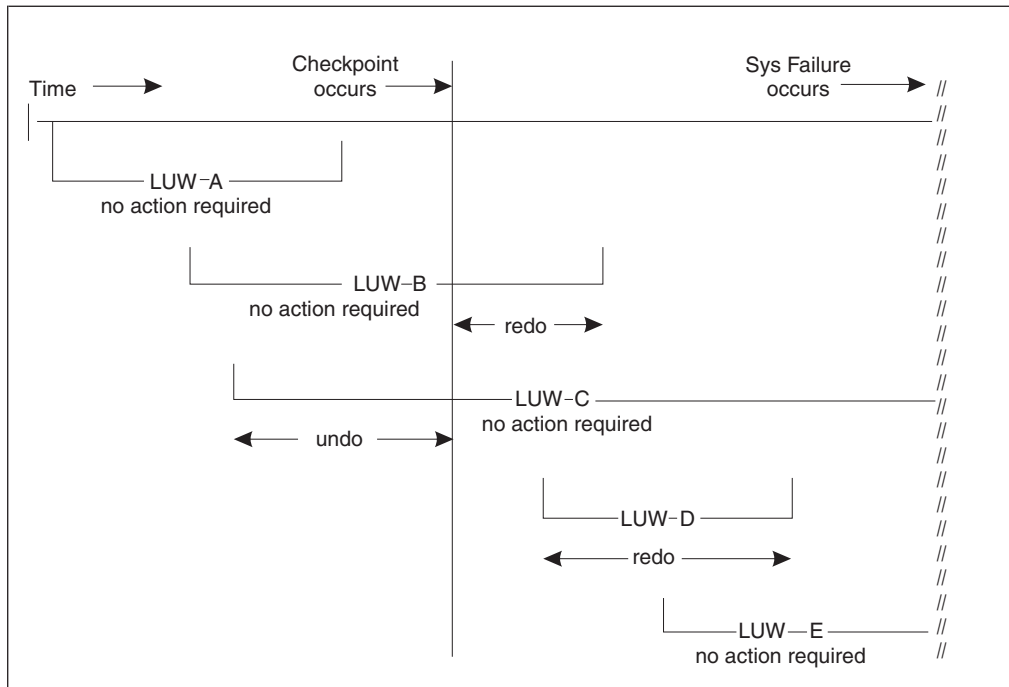 Time
Checkpoint
occurs
Sys Failure
occurs
LUW-A
no action required
LUW-B
no action required
redo
LUW-C
no action required
undo
LUW-D
redo
LUW-E
no action required